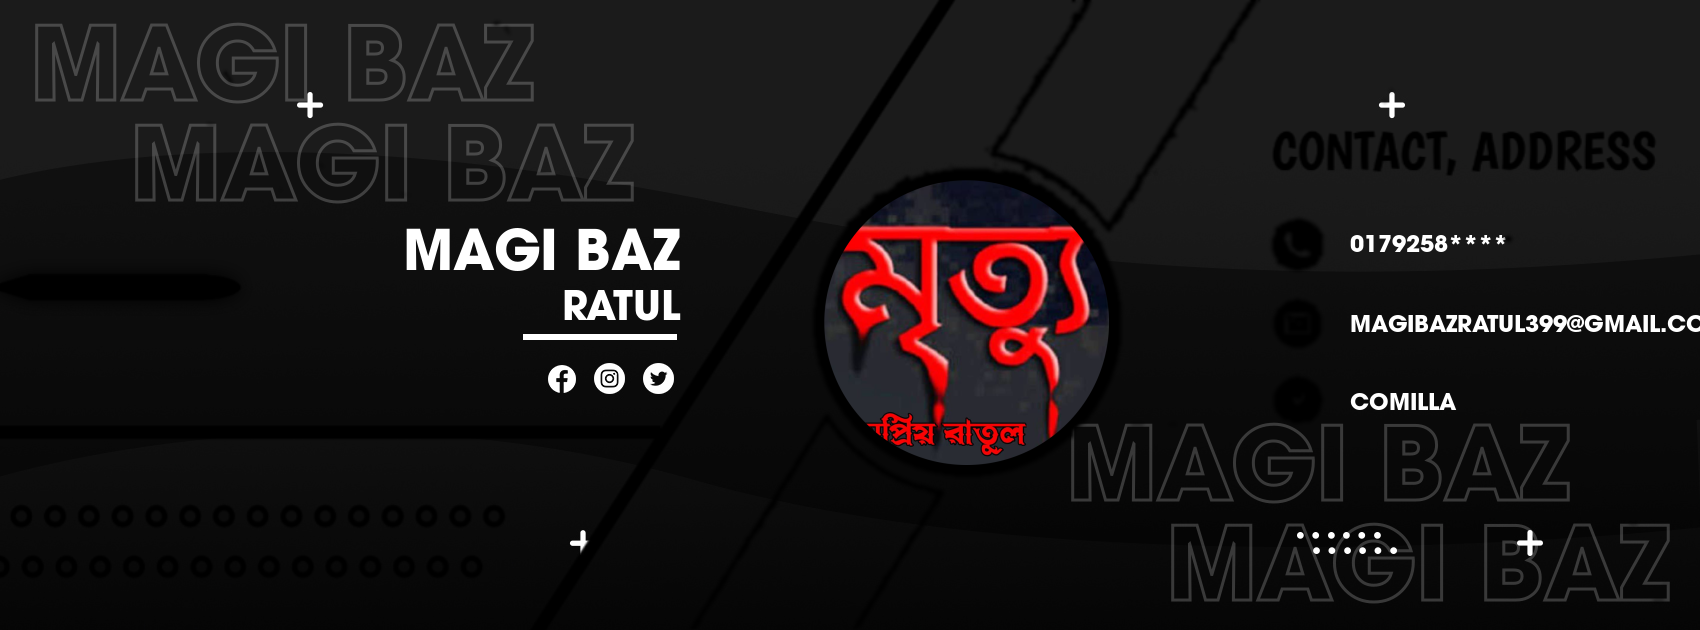 MAGI BAZ
MAGI BAZ
MAGI BAZ
RATUL
মৃত্যু
প্রিয় রাতুল
CONTACT, ADDRESS
0179258****
MAGIBAZRATUL399@GMAIL.CO
COMILLA
MAGI BAZ
MAGI BAZ